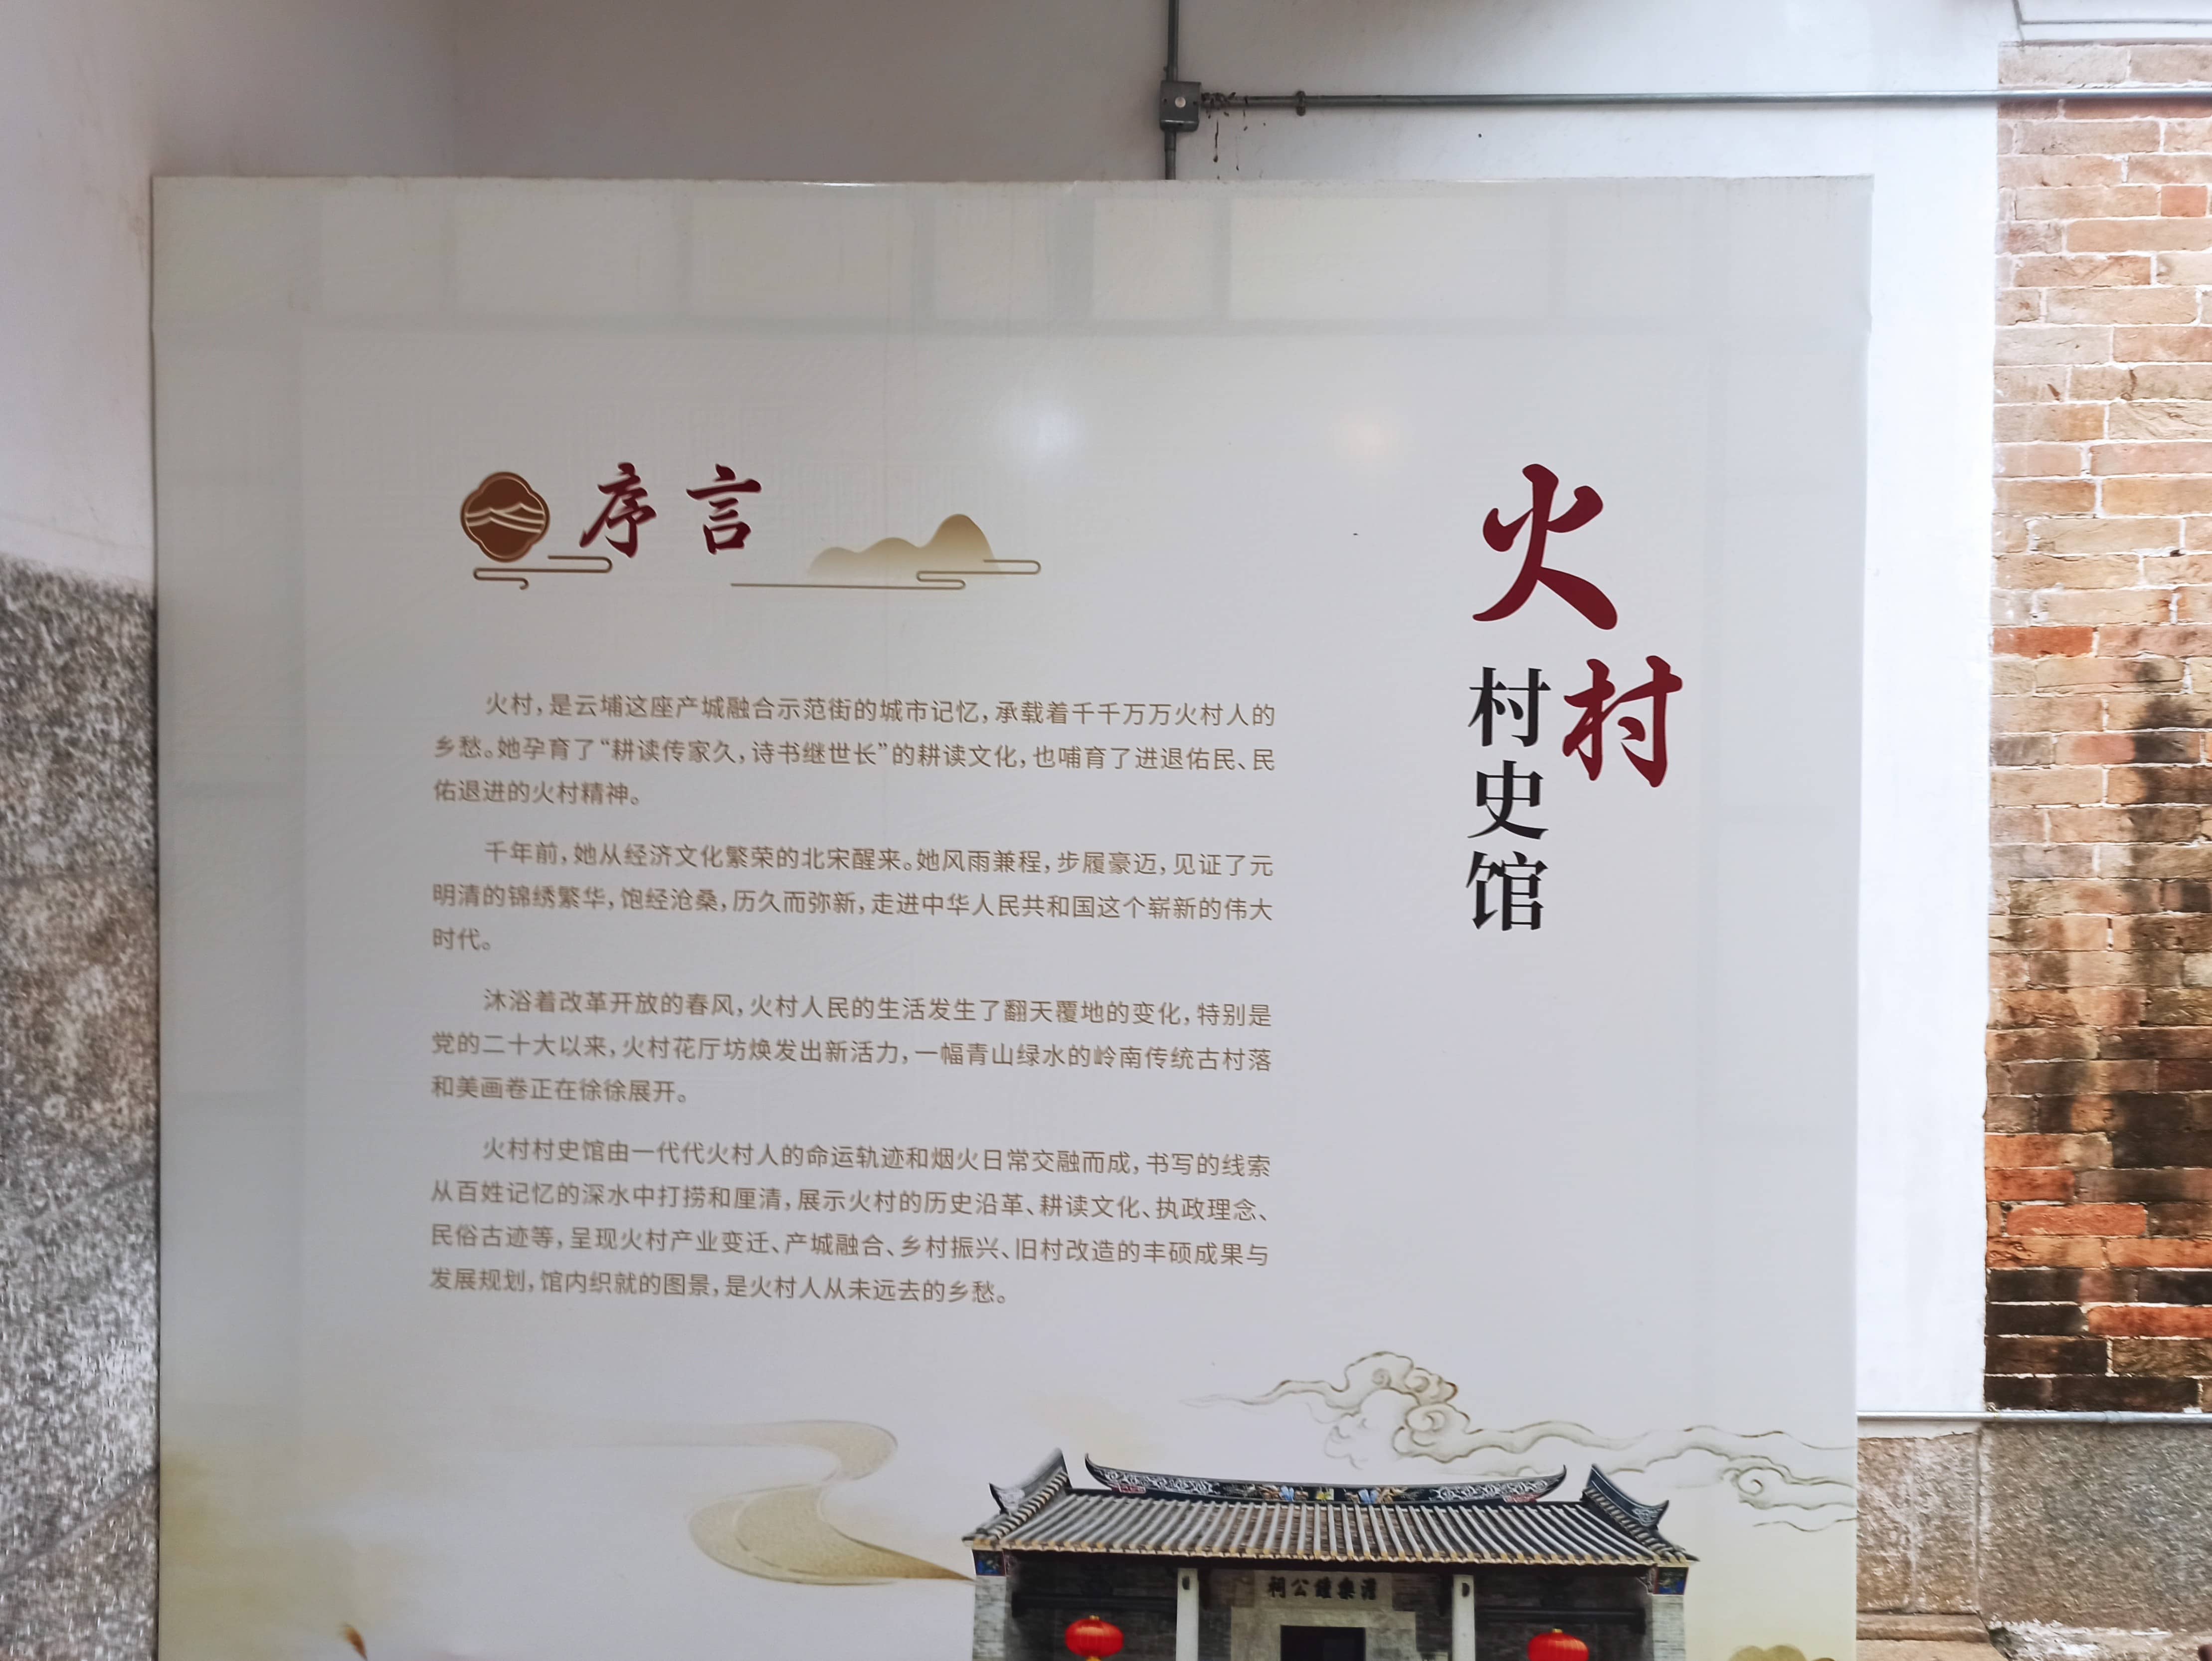 序言
火村，是云埔这座产城融合示范街的城市记忆，承载着千千万万火村人的
乡愁。她孕育了“耕读传家久，诗书继世长”的耕读文化，也哺育了进退佑民、民
佑退进的火村精神。
千年前，她从经济文化繁荣的北宋醒来。她风雨兼程，步履豪迈，见证了元
明清的锦绣繁华，饱经沧桑，历久而弥新，走进中华人民共和国这个崭新的伟大
时代。
沐浴着改革开放的春风，火村人民的生活发生了翻天覆地的变化，特别是
党的二十大以来，火村花厅坊焕发出新活力，一幅青山绿水的岭南传统古村落
和美画卷正在徐徐展开。
火村村史馆由一代代火村人的命运轨迹和烟火日常交融而成，书写的线索
从百姓记忆的深水中打捞和厘清，展示火村的历史沿革、耕读文化、执政理念、
民俗古迹等，呈现火村产业变迁、产城融合、乡村振兴、旧村改造的丰硕成果与
发展规划，馆内织就的图景，是火村人从未远去的乡愁。
火村
村史馆